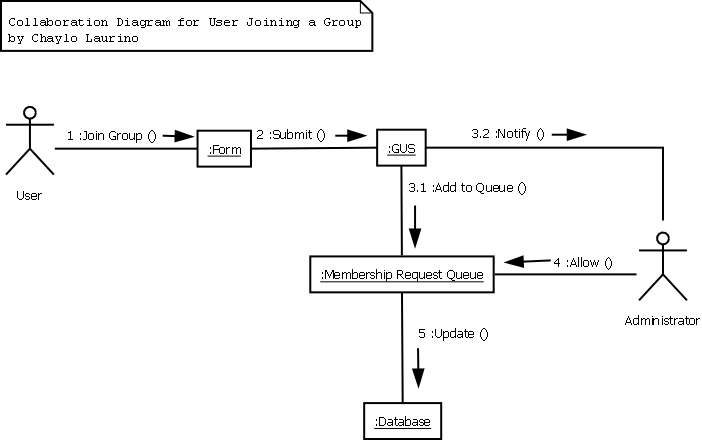 Collaboration Diagram for User Joining a Group
by Chaylo Laurino
1 :Join Group ()
2 :Submit ()
3.2 :Notify ()
:Form
:GUS
User
3.1 :Add to Queue ()
4 :Allow ()
:Membership Request Queue
Administrator
5 :Update ()
:Database